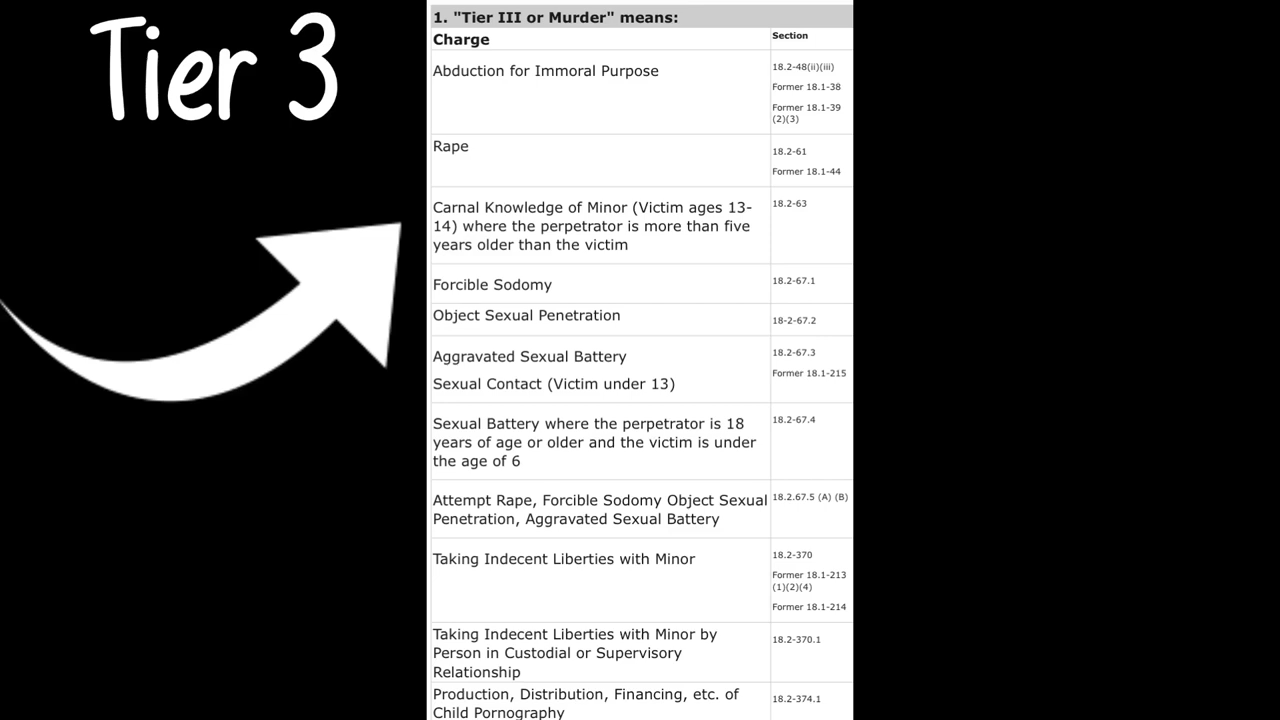 Tier 3
1. "Tier III or Murder" means:
Charge
Section
Abduction for Immoral Purpose
18.2-48(ii)(iii)
Former 18.1-38
Former 18.1-39
(2)(3)
Rape
18.2-61
Former 18.1-44
Carnal Knowledge of Minor (Victim ages 13-
14) where the perpetrator is more than five
years older than the victim
18.2-63
Forcible Sodomy
18.2-67.1
Object Sexual Penetration
18-2-67.2
Aggravated Sexual Battery
Sexual Contact (Victim under 13)
18.2-67.3
Former 18.1-215
Sexual Battery where the perpetrator is 18
years of age or older and the victim is under
the age of 6
18.2-67.4
Attempt Rape, Forcible Sodomy Object Sexual
Penetration, Aggravated Sexual Battery
18.2.67.5 (A) (B)
Taking Indecent Liberties with Minor
18.2-370
Former 18.1-213
(1)(2)(4)
Former 18.1-214
Taking Indecent Liberties with Minor by
Person in Custodial or Supervisory
Relationship
18.2-370.1
Production, Distribution, Financing, etc. of
Child Pornography
18.2-374.1